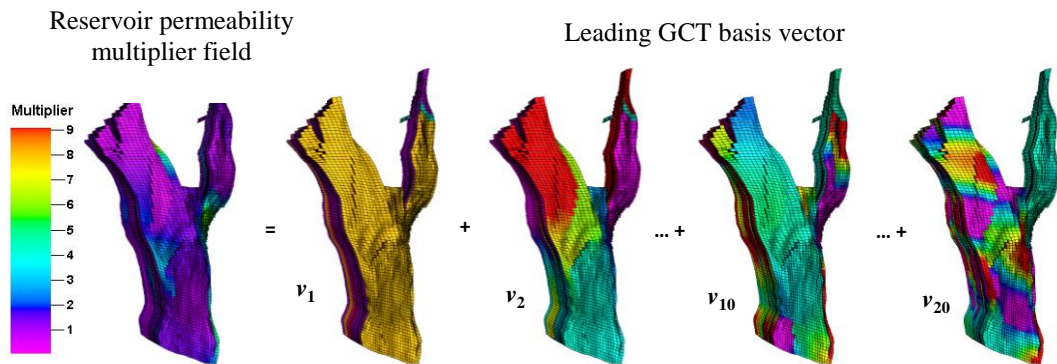 Reservoir permeability
multiplier field
Leading GCT basis vector
Multiplier
9
8
7
6
5
4
3
2
1
=
v1
+
v2
... +
v10
... +
v20